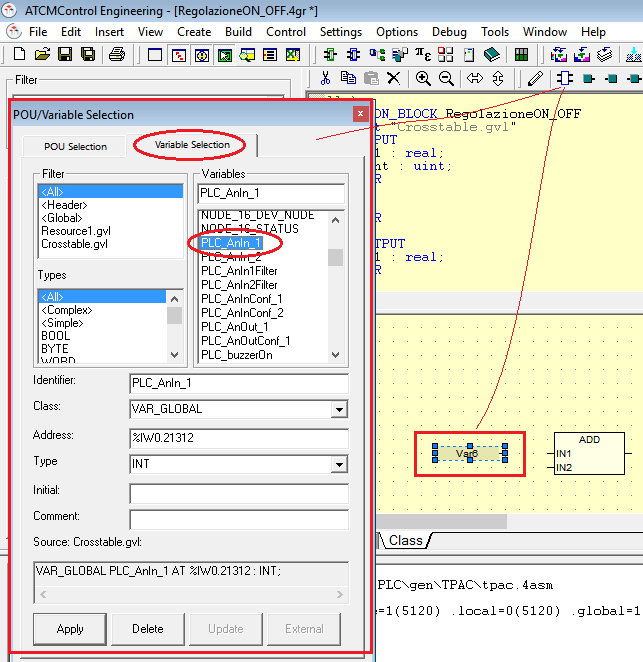 ATCMControl Engineering - [RegolazioneON_OFF.4gr *]
File Edit Insert View Create Build Control Settings Options Debug Catalog Tools Window Help
Filter
POU/Variable Selection
ON_BLOCK RegolazioneON_OFF
"Crosstable.gvl"
PUT
1 : real;
nt : uint;
R
R
UTPUT
1 : real;
R
POU Selection
Variable Selection
Filter
<All>
<Header>
<Global>
Resource1.gvl
Crosstable.gvl
Types
<All>
<Complex>
<Simple>
BOOL
BYTE
WORD
Variables
PLC_AnIn_1
NODE_16_DEV_NODE
NODE_16_STATUS
PLC_AnIn_1
PLC_AnIn_2
PLC_AnIn1Filter
PLC_AnIn2Filter
PLC_AnInConf_1
PLC_AnInConf_2
PLC_AnOut_1
PLC_AnOutConf_1
PLC_buzzerOn
Identifier:
PLC_AnIn_1
Class:
VAR_GLOBAL
Address:
%IW0.21312
Type
INT
Initial:
Comment:
Source: Crosstable.gvl:
VAR_GLOBAL PLC_AnIn_1 AT %IW0.21312 : INT;
Apply
Delete
Update
External
ADD
IN1
IN2
Class
PLC\gen\TPAC\tpac.4asm
e=1(5120) .local=0(5120) .global=1